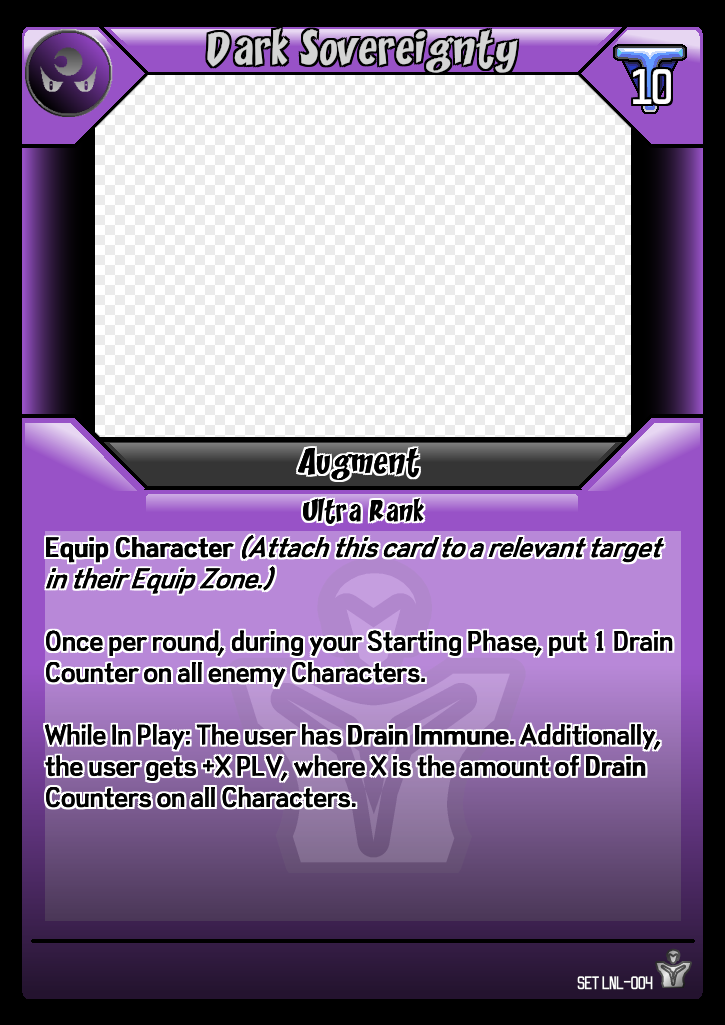 Dark Sovereignty
10
Augment
Ultra Rank
Equip Character (Attach this card to a relevant target
in their Equip Zone.)
Once per round, during your Starting Phase, put 1 Drain
Counter on all enemy Characters.
While In Play: The user has Drain Immune. Additionally,
the user gets +X PLV, where X is the amount of Drain
Counters on all Characters.
SET LNL-004